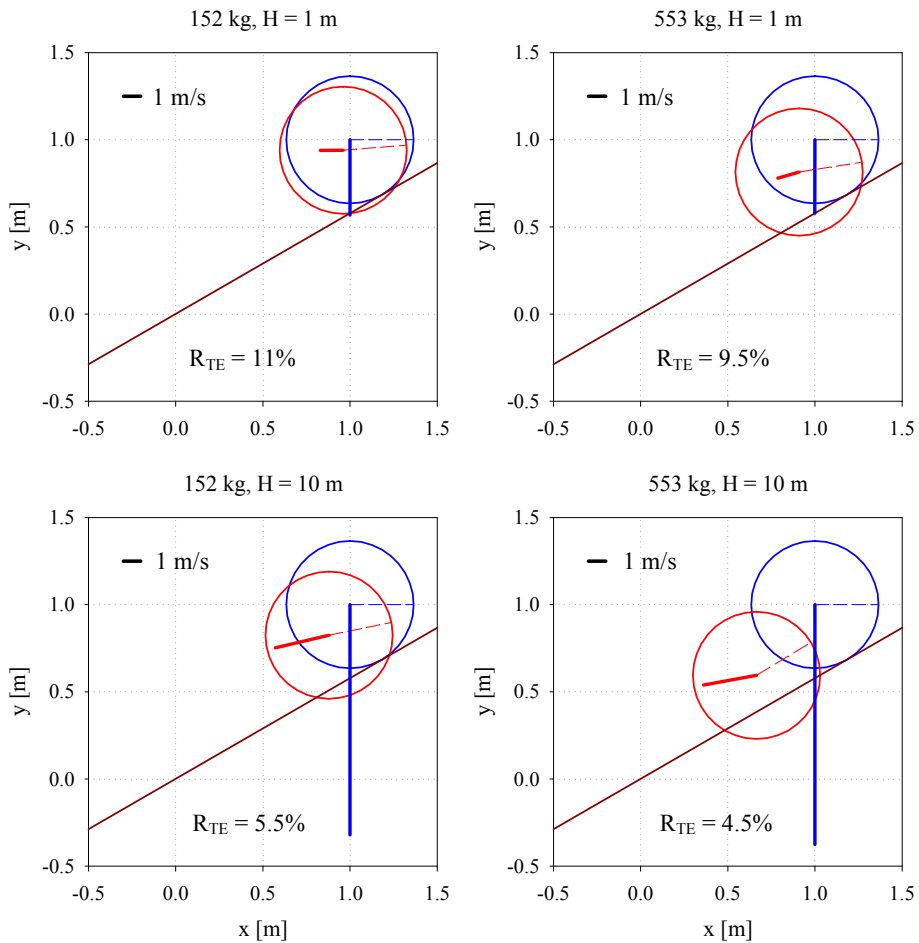 152 kg, H = 1 m
1.5
1.0
0.5
0.0
-0.5
y [m]
1 m/s
R_TE = 11%
-0.5 0.0 0.5 1.0 1.5
553 kg, H = 1 m
1.5
1.0
0.5
0.0
-0.5
y [m]
1 m/s
R_TE = 9.5%
-0.5 0.0 0.5 1.0 1.5
152 kg, H = 10 m
1.5
1.0
0.5
0.0
-0.5
y [m]
1 m/s
R_TE = 5.5%
-0.5 0.0 0.5 1.0 1.5
x [m]
553 kg, H = 10 m
1.5
1.0
0.5
0.0
-0.5
y [m]
1 m/s
R_TE = 4.5%
-0.5 0.0 0.5 1.0 1.5
x [m]